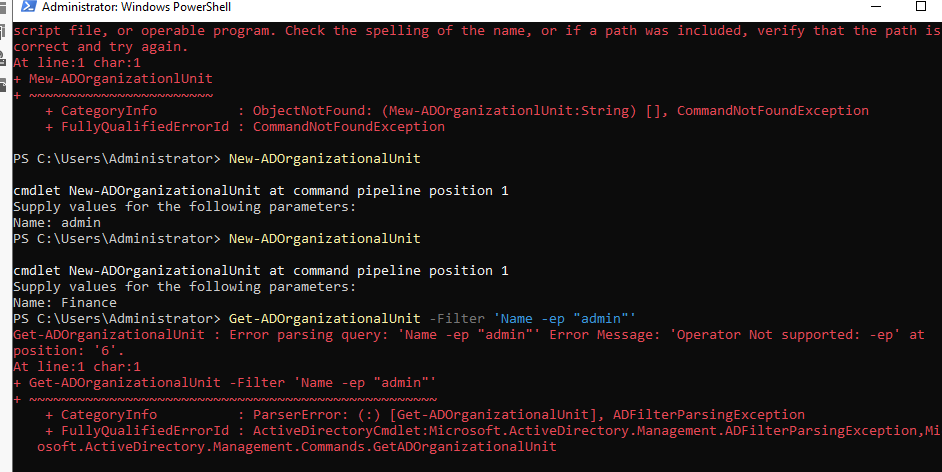 Administrator: Windows PowerShell
script file, or operable program. Check the spelling of the name, or if a path was included, verify that the path is
correct and try again.
At line:1 char:1
+ Mew-ADOrganizationlUnit
+ ~~~~~~~~~~~~~~~~~~~~~~~
    + CategoryInfo          : ObjectNotFound: (Mew-ADOrganizationlUnit:String) [], CommandNotFoundException
    + FullyQualifiedErrorId : CommandNotFoundException
PS C:\Users\Administrator> New-ADOrganizationalUnit
cmdlet New-ADOrganizationalUnit at command pipeline position 1
Supply values for the following parameters:
Name: admin
PS C:\Users\Administrator> New-ADOrganizationalUnit
cmdlet New-ADOrganizationalUnit at command pipeline position 1
Supply values for the following parameters:
Name: Finance
PS C:\Users\Administrator> Get-ADOrganizationalUnit -Filter 'Name -ep "admin"'
Get-ADOrganizationalUnit : Error parsing query: 'Name -ep "admin"' Error Message: 'Operator Not supported: -ep' at
position: '6'.
At line:1 char:1
+ Get-ADOrganizationalUnit -Filter 'Name -ep "admin"'
+ ~~~~~~~~~~~~~~~~~~~~~~~~~~~~~~~~~~~~~~~~~~~~~~~~~~~
    + CategoryInfo          : ParserError: (:) [Get-ADOrganizationalUnit], ADFilterParsingException
    + FullyQualifiedErrorId : ActiveDirectoryCmdlet:Microsoft.ActiveDirectory.Management.ADFilterParsingException,Mi
   osoft.ActiveDirectory.Management.Commands.GetADOrganizationalUnit